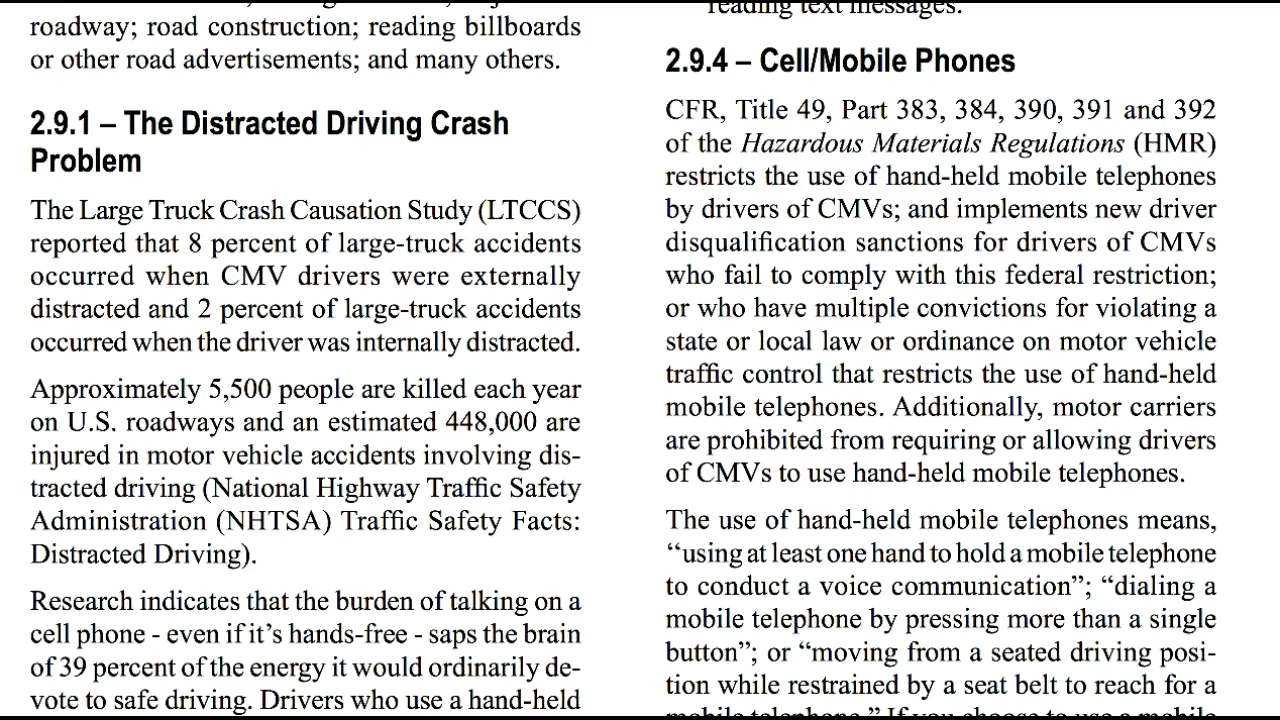 roadway; road construction; reading billboards
or other road advertisements; and many others.
2.9.1 – The Distracted Driving Crash
Problem
The Large Truck Crash Causation Study (LTCCS)
reported that 8 percent of large-truck accidents
occurred when CMV drivers were externally
distracted and 2 percent of large-truck accidents
occurred when the driver was internally distracted.
Approximately 5,500 people are killed each year
on U.S. roadways and an estimated 448,000 are
injured in motor vehicle accidents involving dis-
tracted driving (National Highway Traffic Safety
Administration (NHTSA) Traffic Safety Facts:
Distracted Driving).
Research indicates that the burden of talking on a
cell phone - even if it’s hands-free - saps the brain
of 39 percent of the energy it would ordinarily de-
vote to safe driving. Drivers who use a hand-held
reading text messages.
2.9.4 – Cell/Mobile Phones
CFR, Title 49, Part 383, 384, 390, 391 and 392
of the Hazardous Materials Regulations (HMR)
restricts the use of hand-held mobile telephones
by drivers of CMVs; and implements new driver
disqualification sanctions for drivers of CMVs
who fail to comply with this federal restriction;
or who have multiple convictions for violating a
state or local law or ordinance on motor vehicle
traffic control that restricts the use of hand-held
mobile telephones. Additionally, motor carriers
are prohibited from requiring or allowing drivers
of CMVs to use hand-held mobile telephones.
The use of hand-held mobile telephones means,
“using at least one hand to hold a mobile telephone
to conduct a voice communication”; “dialing a
mobile telephone by pressing more than a single
button”; or “moving from a seated driving posi-
tion while restrained by a seat belt to reach for a
mobile telephone.” If you choose to use a mobile